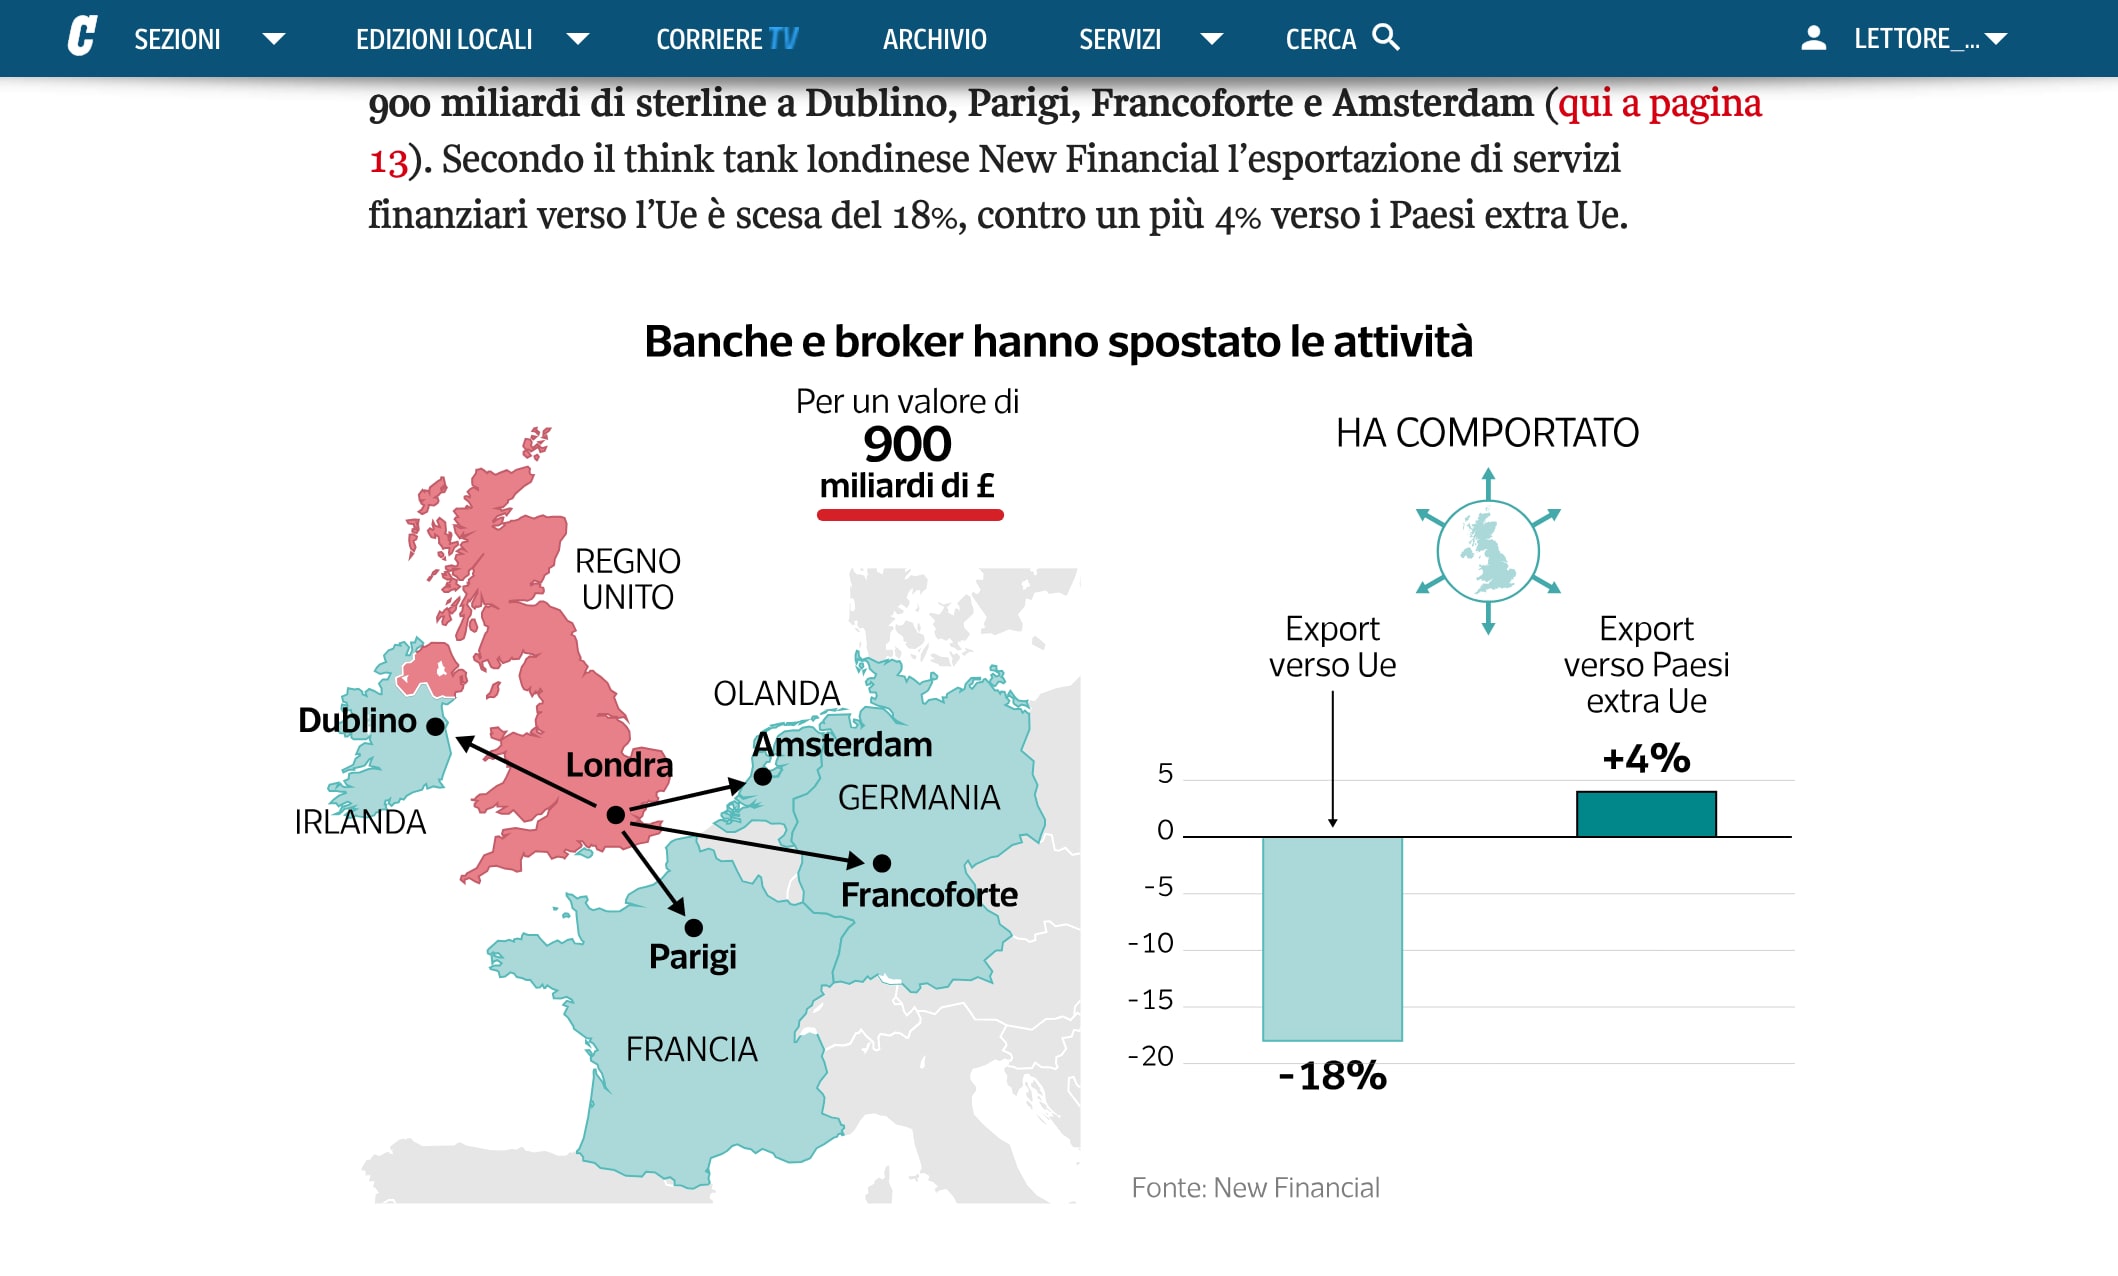 C SEZIONI EDIZIONI LOCALI CORRIERE TV ARCHIVIO SERVIZI CERCA LETTORE_...
900 miliardi di sterline a Dublino, Parigi, Francoforte e Amsterdam (qui a pagina
13). Secondo il think tank londinese New Financial l’esportazione di servizi
finanziari verso l’Ue è scesa del 18%, contro un più 4% verso i Paesi extra Ue.
Banche e broker hanno spostato le attività
Per un valore di
900
miliardi di £
REGNO
UNITO
OLANDA
Dublino
Amsterdam
Londra
GERMANIA
IRLANDA
Francoforte
Parigi
FRANCIA
HA COMPORTATO
Export
verso Ue
Export
verso Paesi
extra Ue
+4%
5
0
-5
-10
-15
-20
-18%
Fonte: New Financial